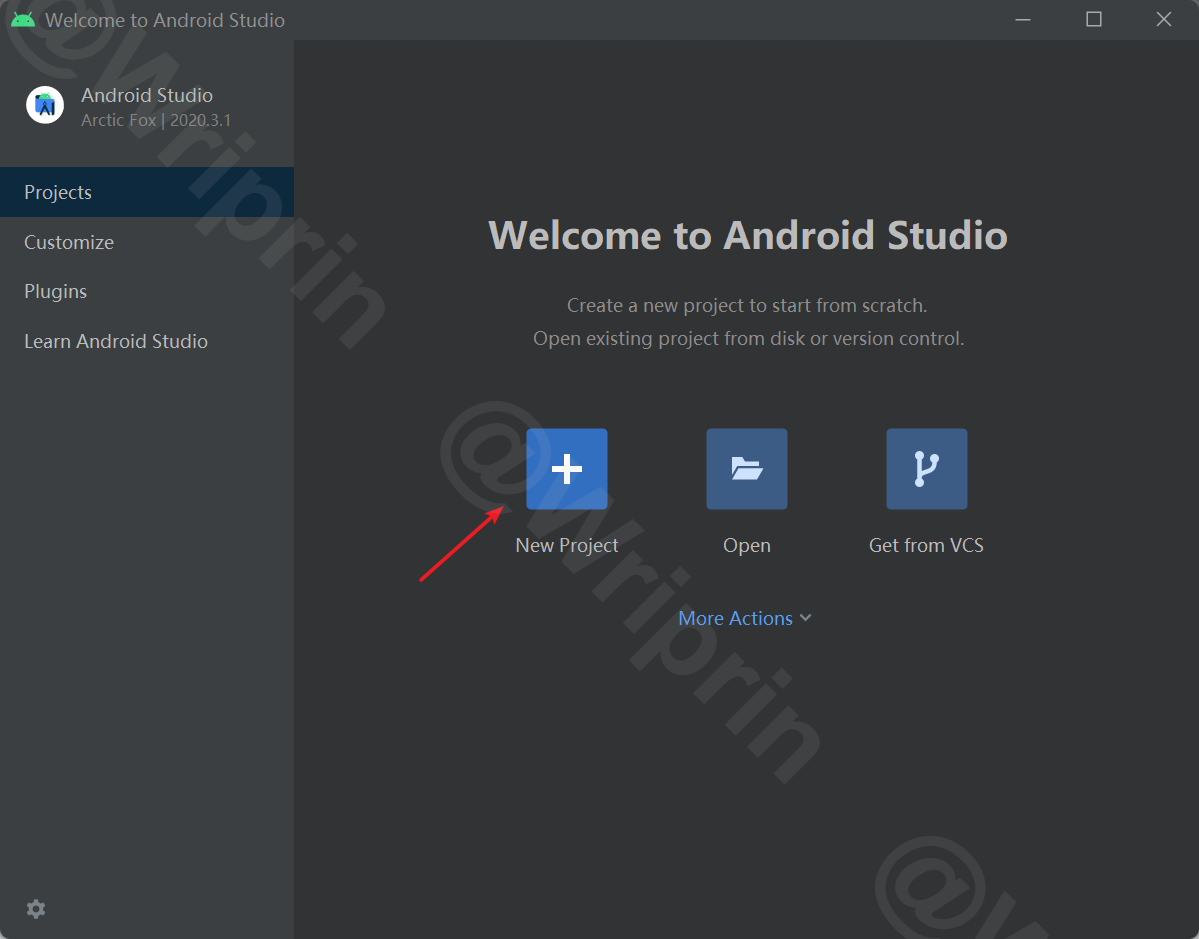 Welcome to Android Studio
Android Studio
Arctic Fox | 2020.3.1
Projects
Customize
Plugins
Learn Android Studio
Welcome to Android Studio
Create a new project to start from scratch.
Open existing project from disk or version control.
New Project
Open
Get from VCS
More Actions
@Wriprin
@Wriprin
@W